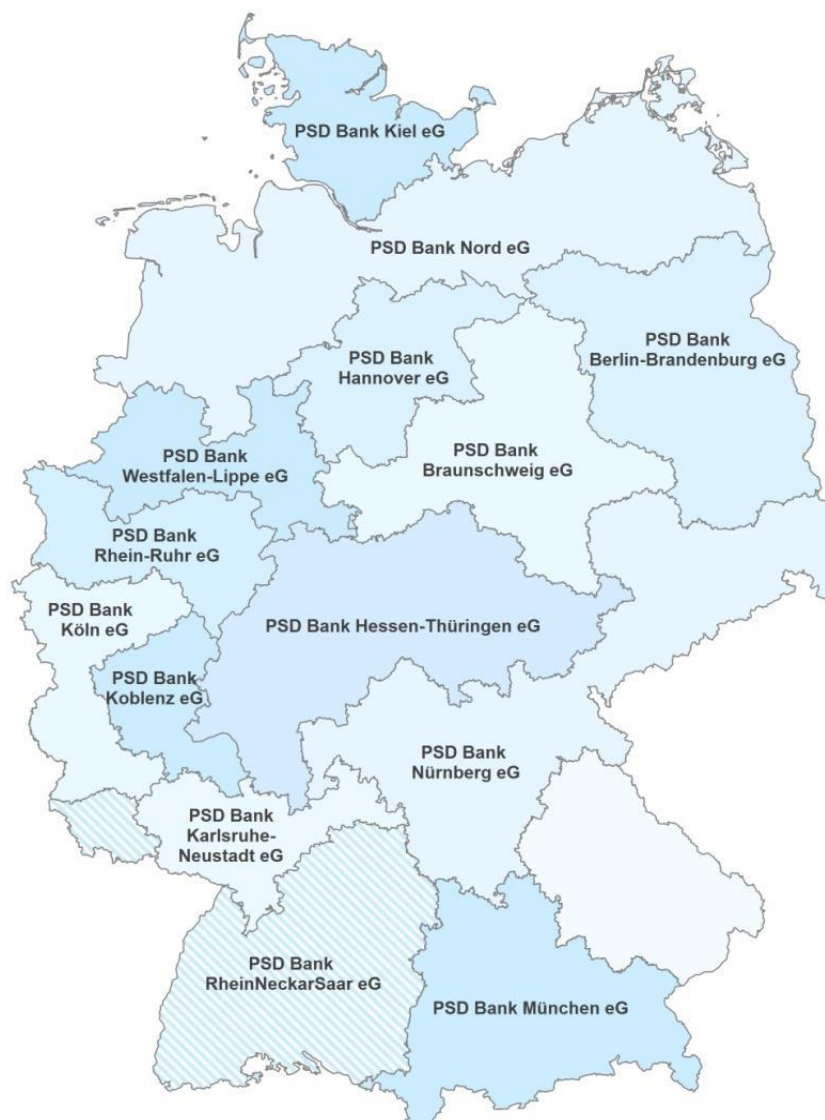 PSD Bank Kiel eG
PSD Bank Nord eG
PSD Bank
Berlin-Brandenburg eG
PSD Bank
Hannover eG
PSD Bank
Braunschweig eG
PSD Bank
Westfalen-Lippe eG
PSD Bank
Rhein-Ruhr eG
PSD Bank
Köln eG
PSD Bank Hessen-Thüringen eG
PSD Bank
Koblenz eG
PSD Bank
Nürnberg eG
PSD Bank
Karlsruhe-
Neustadt eG
PSD Bank
RheinNeckarSaar eG
PSD Bank München eG